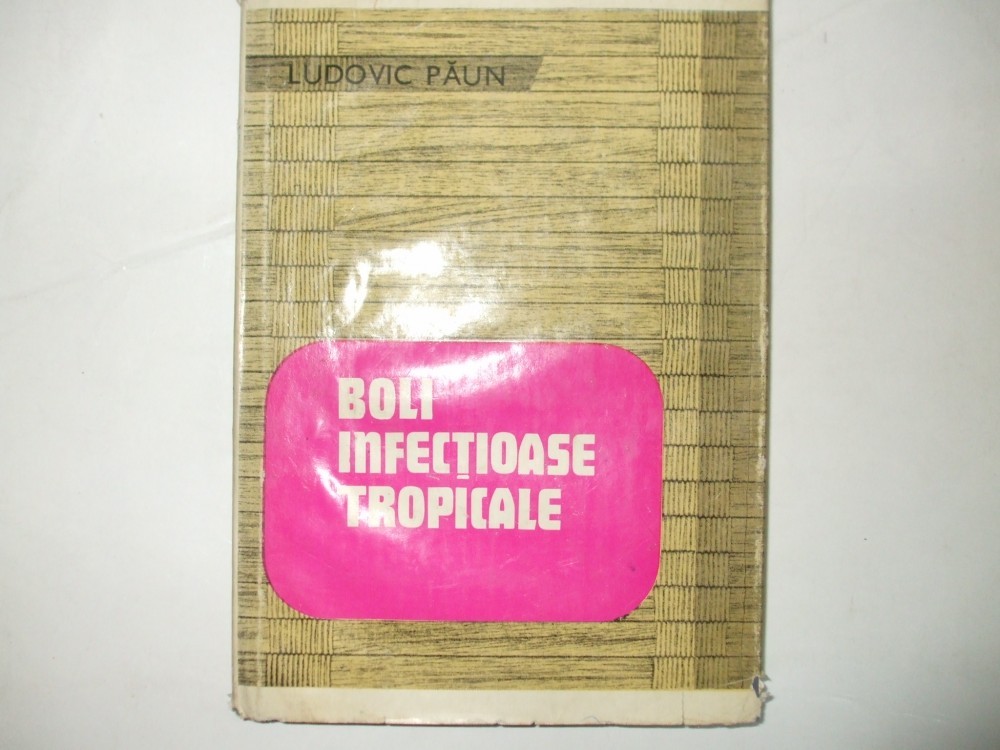 LUDOVIC PĂUN
BOLI
INFECȚIOASE
TROPICALE